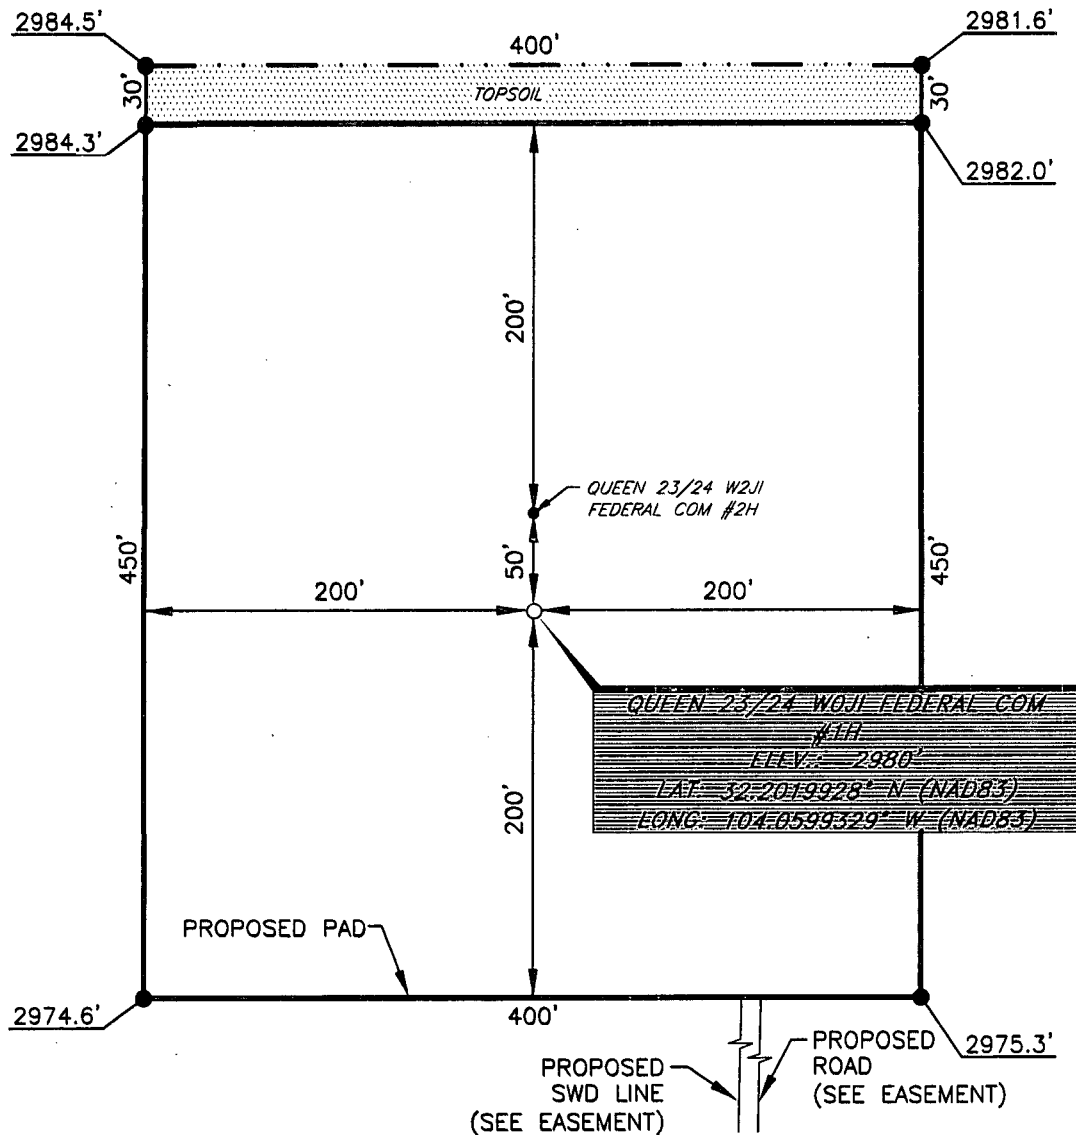 2984.5'
400'
2981.6'
30'
TOPSOIL
30'
2984.3'
2982.0'
200'
QUEEN 23/24 W2JI
FEDERAL COM #2H
450'
50'
450'
200'
200'
QUEEN 23/24 W0JI FEDERAL COM
#1H
ELEV.: 2980'
LAT: 32.2019928° N (NAD83)
LONG: 104.0599329° W (NAD83)
200'
PROPOSED PAD
2974.6'
400'
2975.3'
PROPOSED
SWD LINE
(SEE EASEMENT)
PROPOSED
ROAD
(SEE EASEMENT)